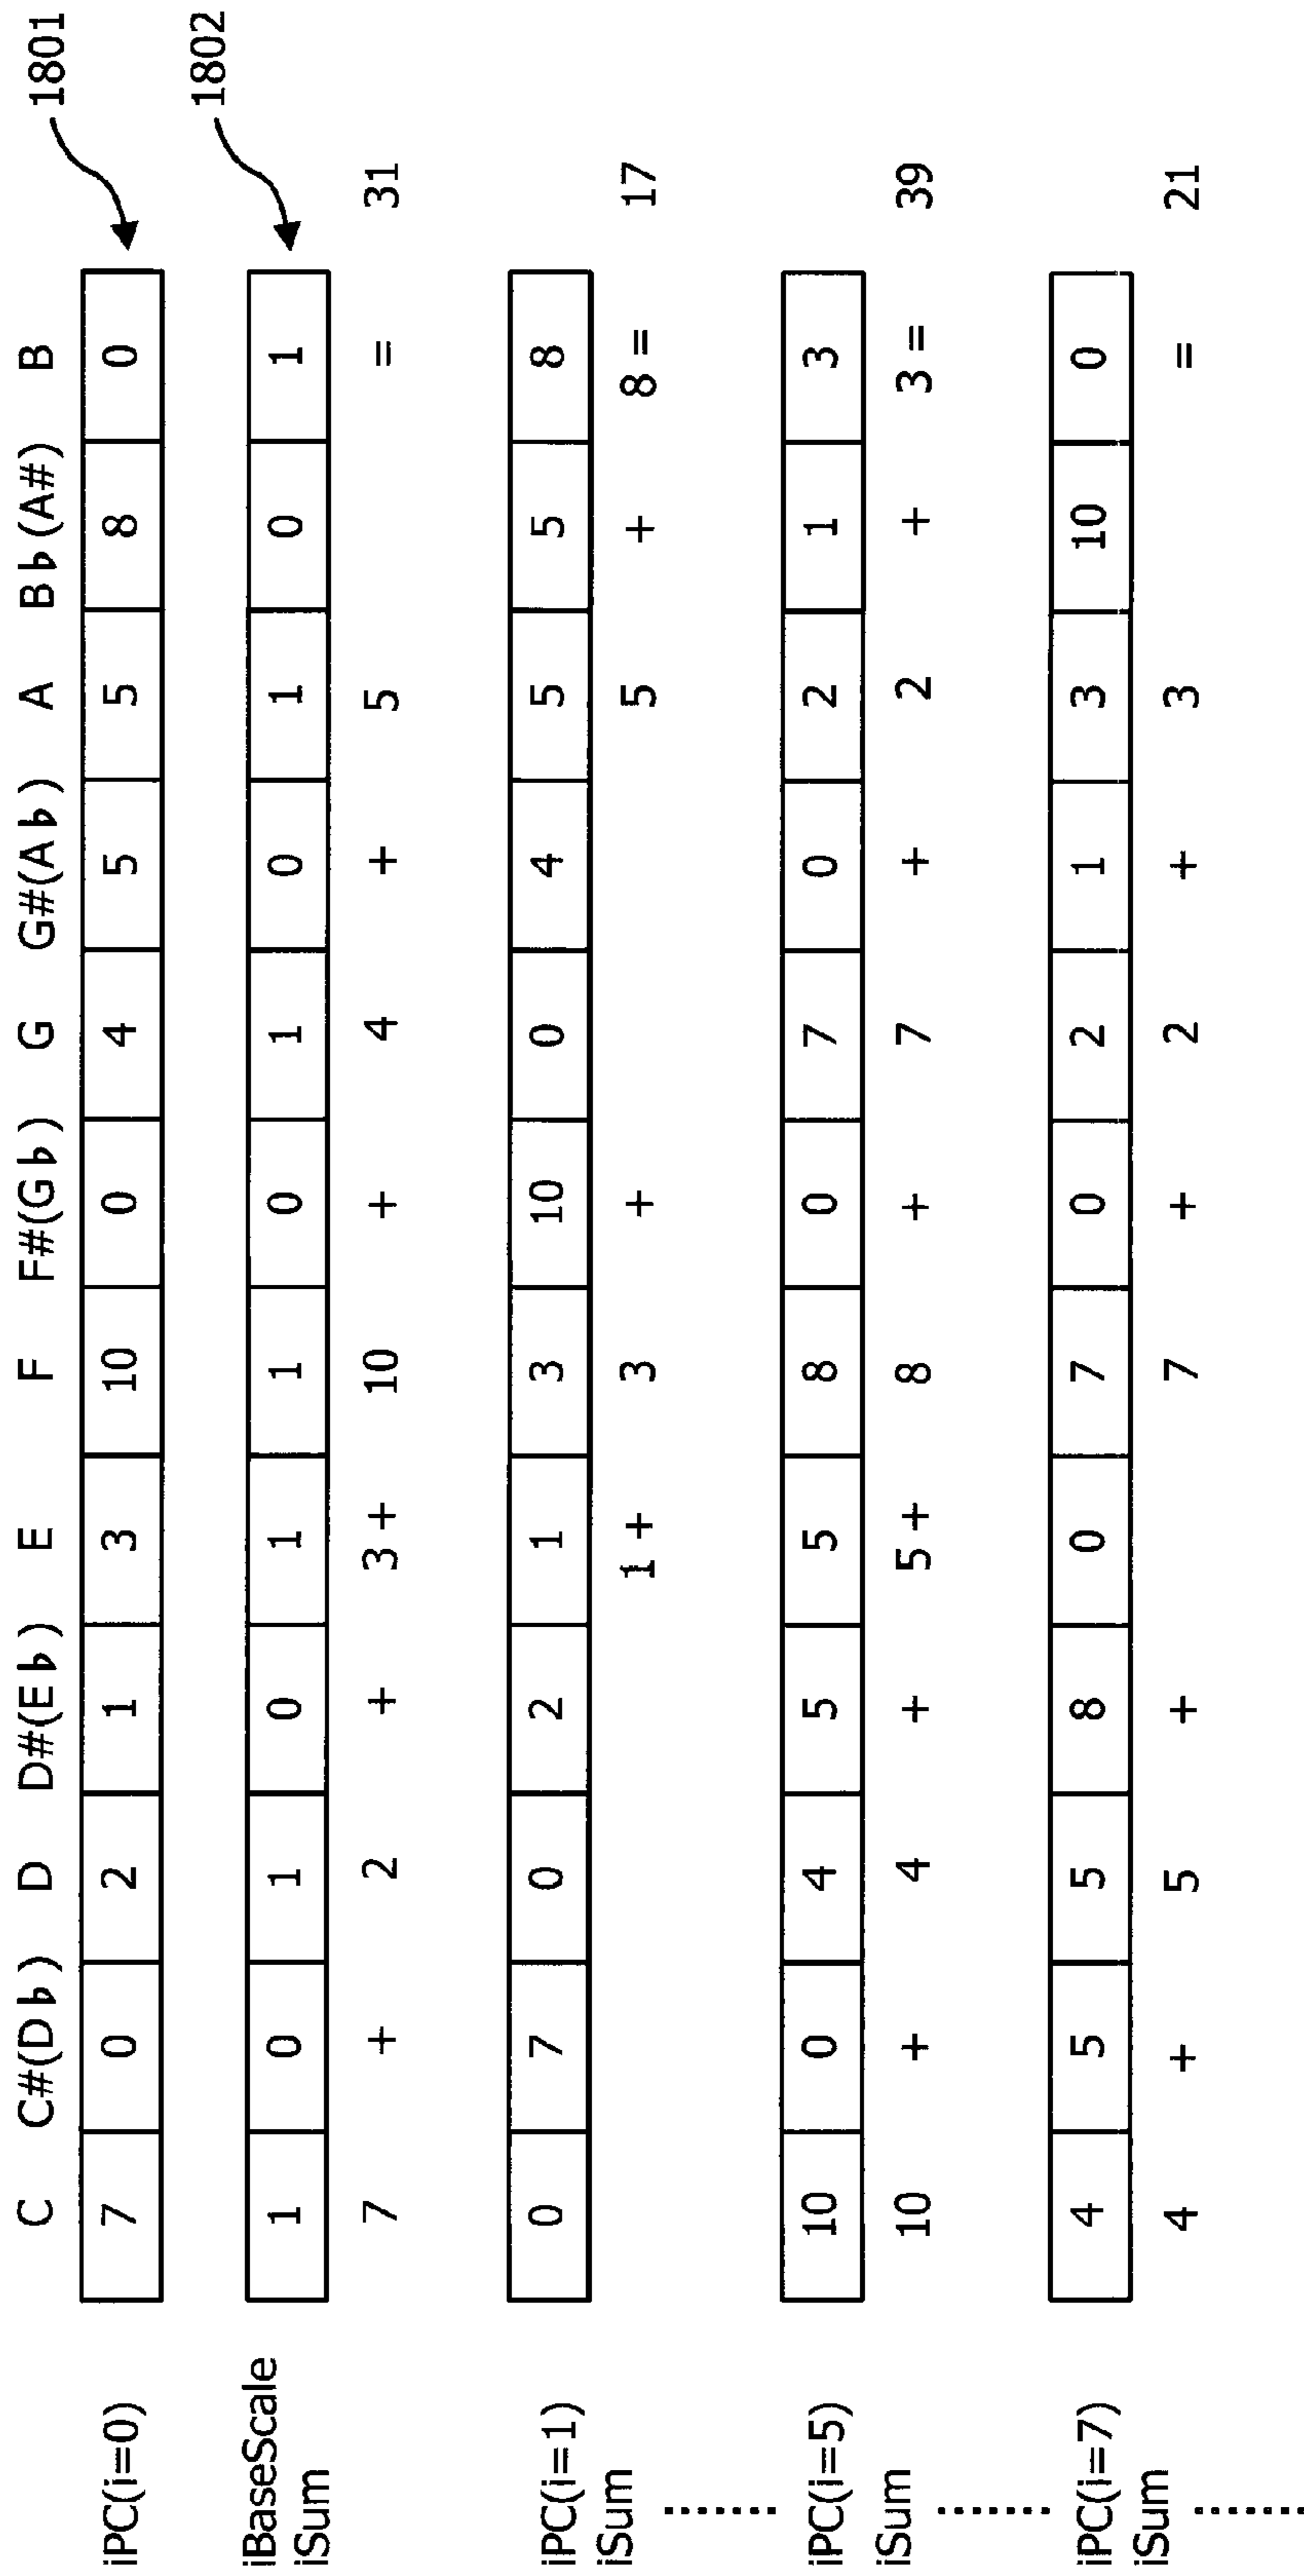 C C#(D♭) D D#(E♭) E F F#(G♭) G G#(A♭) A B♭(A#) B
iPC(i=0) 7 0 2 1 3 10 0 4 5 5 8 0 1801
iBaseScale 1 0 1 0 1 1 0 1 0 1 0 1 1802
iSum 7 + 2 + 3 + 10 + 4 + 5 = 31
iPC(i=1) 0 7 0 2 1 3 10 0 4 5 5 8
iSum 1 + 3 + 5 + 8 = 17
iPC(i=5) 10 0 4 5 5 8 0 7 0 2 1 3
iSum 10 + 4 + 5 + 8 + 7 + 2 + 3 = 39
iPC(i=7) 4 5 5 8 0 7 0 2 1 3 10 0
iSum 4 + 5 + 7 + 2 + 3 = 21